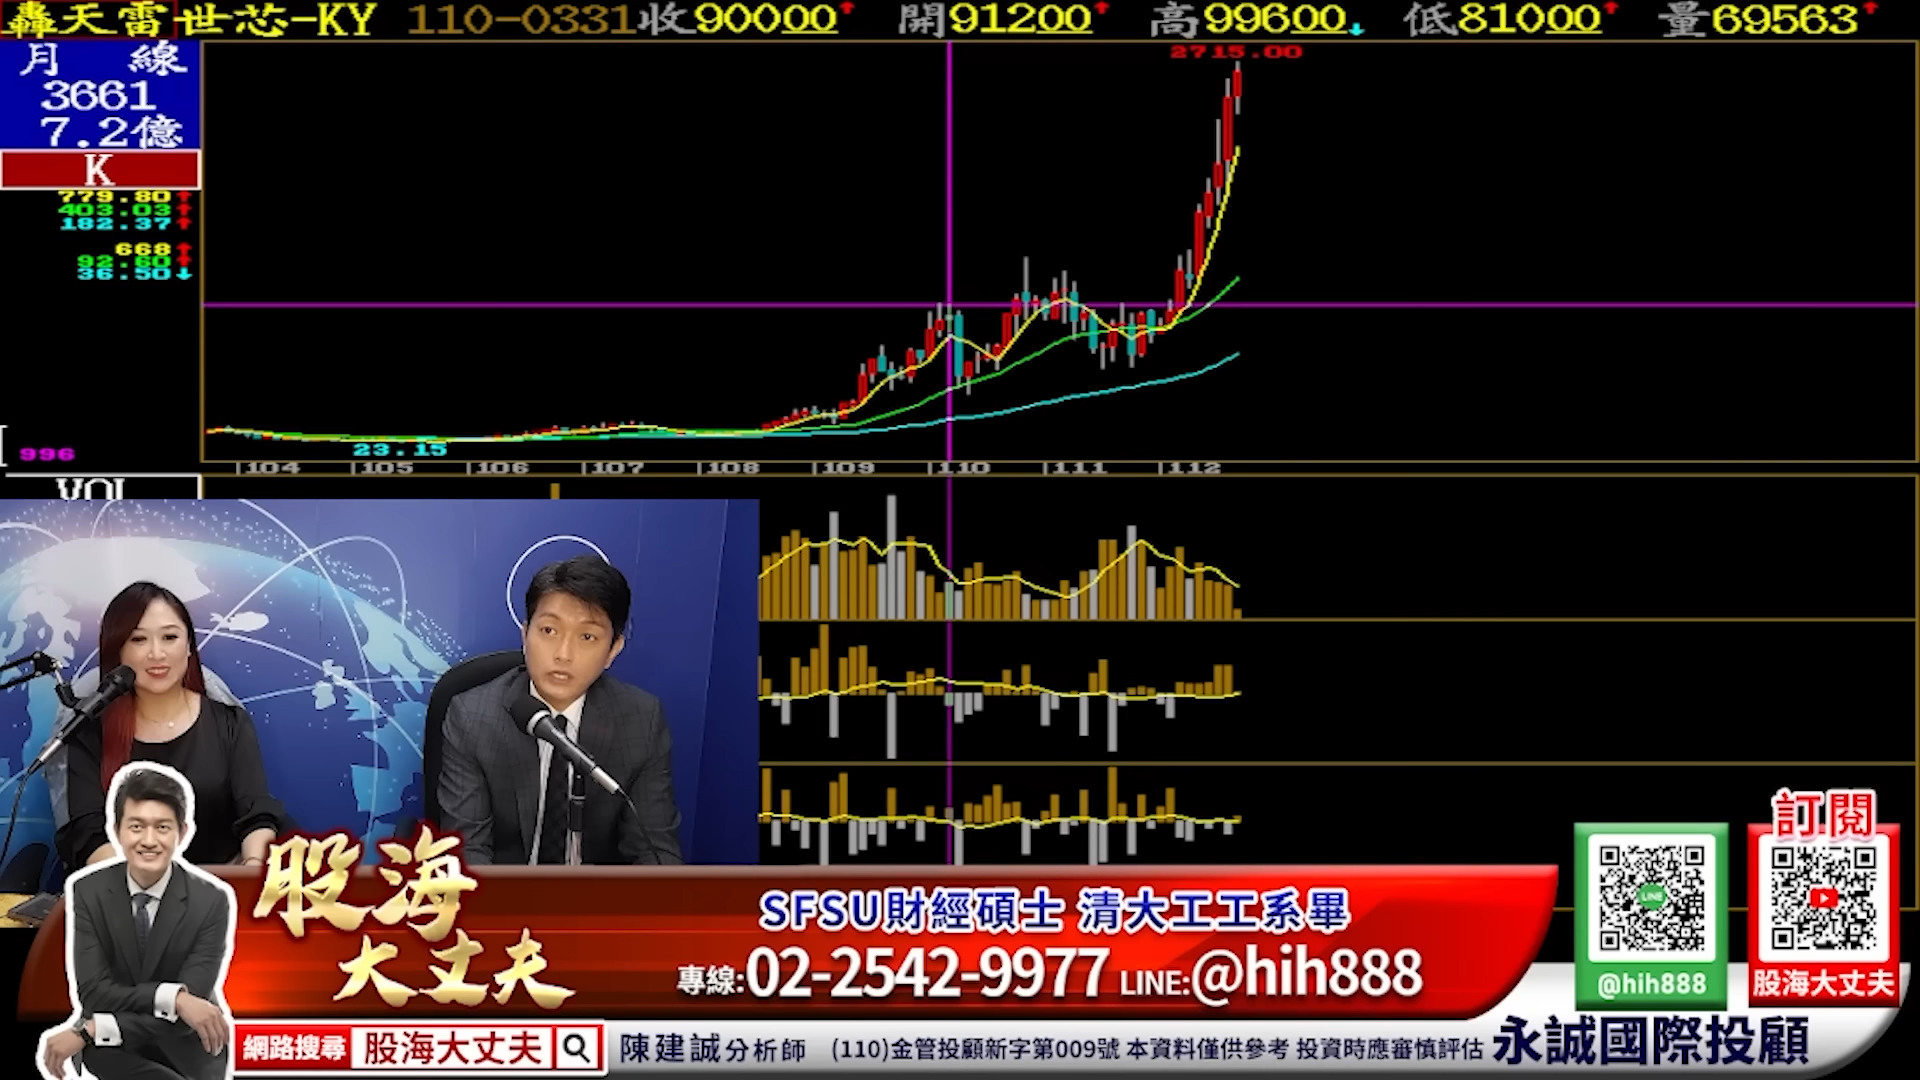 轟天雷世芯-KY 110-0331收90000↑ 開91200↑ 高99600↓ 低81000↑ 量69563↑
月 線
3661
7.2億
K
779.80↑
403.03↑
182.37↑
668↑
92.60↑
36.50↓
996
2715.00
23.15
104 105 106 107 108 109 110 111 112
VOL
股海
大丈夫
SFSU財經碩士 清大工工系畢
專線:02-2542-9977 LINE:@hih888
網路搜尋 股海大丈夫
陳建誠分析師 (110)金管投顧新字第009號 本資料僅供參考 投資時應審慎評估 永誠國際投顧
LINE
@hih888
訂閱
股海大丈夫